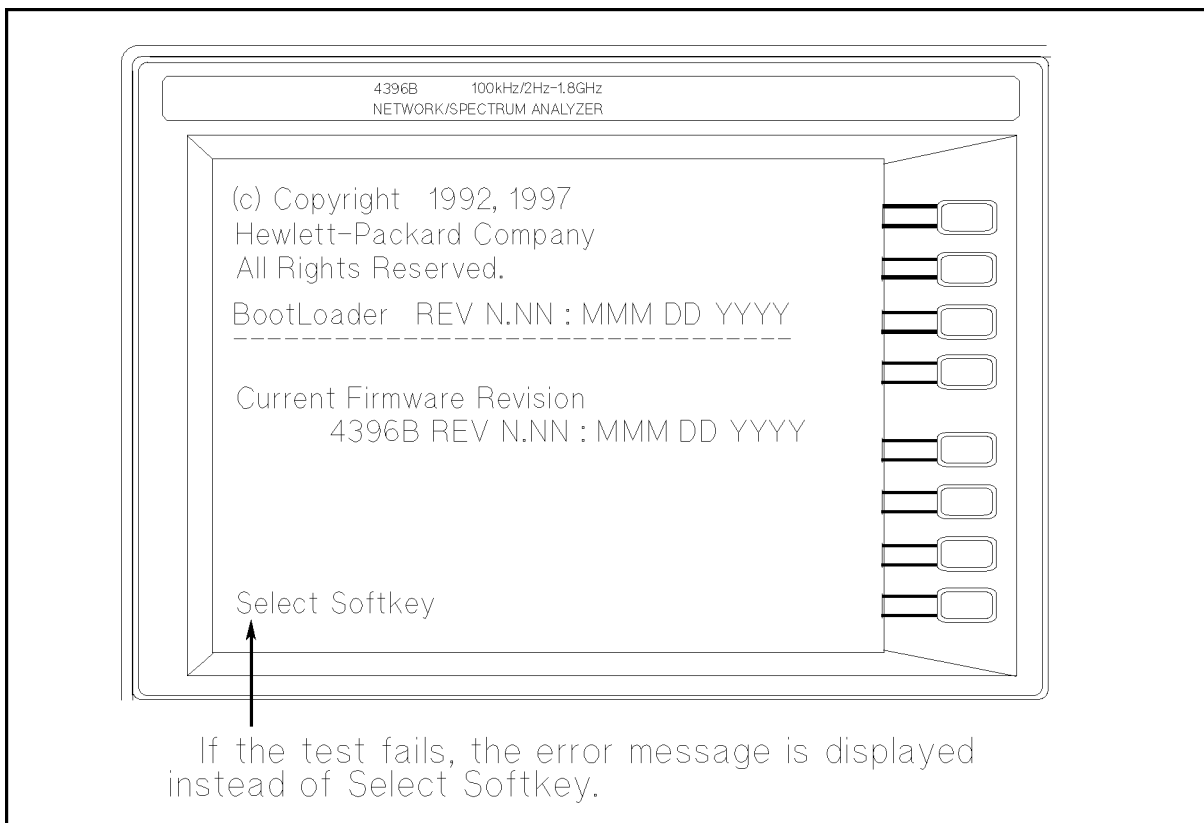 4396B 100kHz/2Hz-1.8GHz
NETWORK/SPECTRUM ANALYZER
(c) Copyright 1992, 1997
Hewlett-Packard Company
All Rights Reserved.
BootLoader REV N.NN : MMM DD YYYY
---------------------------------
Current Firmware Revision
4396B REV N.NN : MMM DD YYYY
Select Softkey
If the test fails, the error message is displayed
instead of Select Softkey.